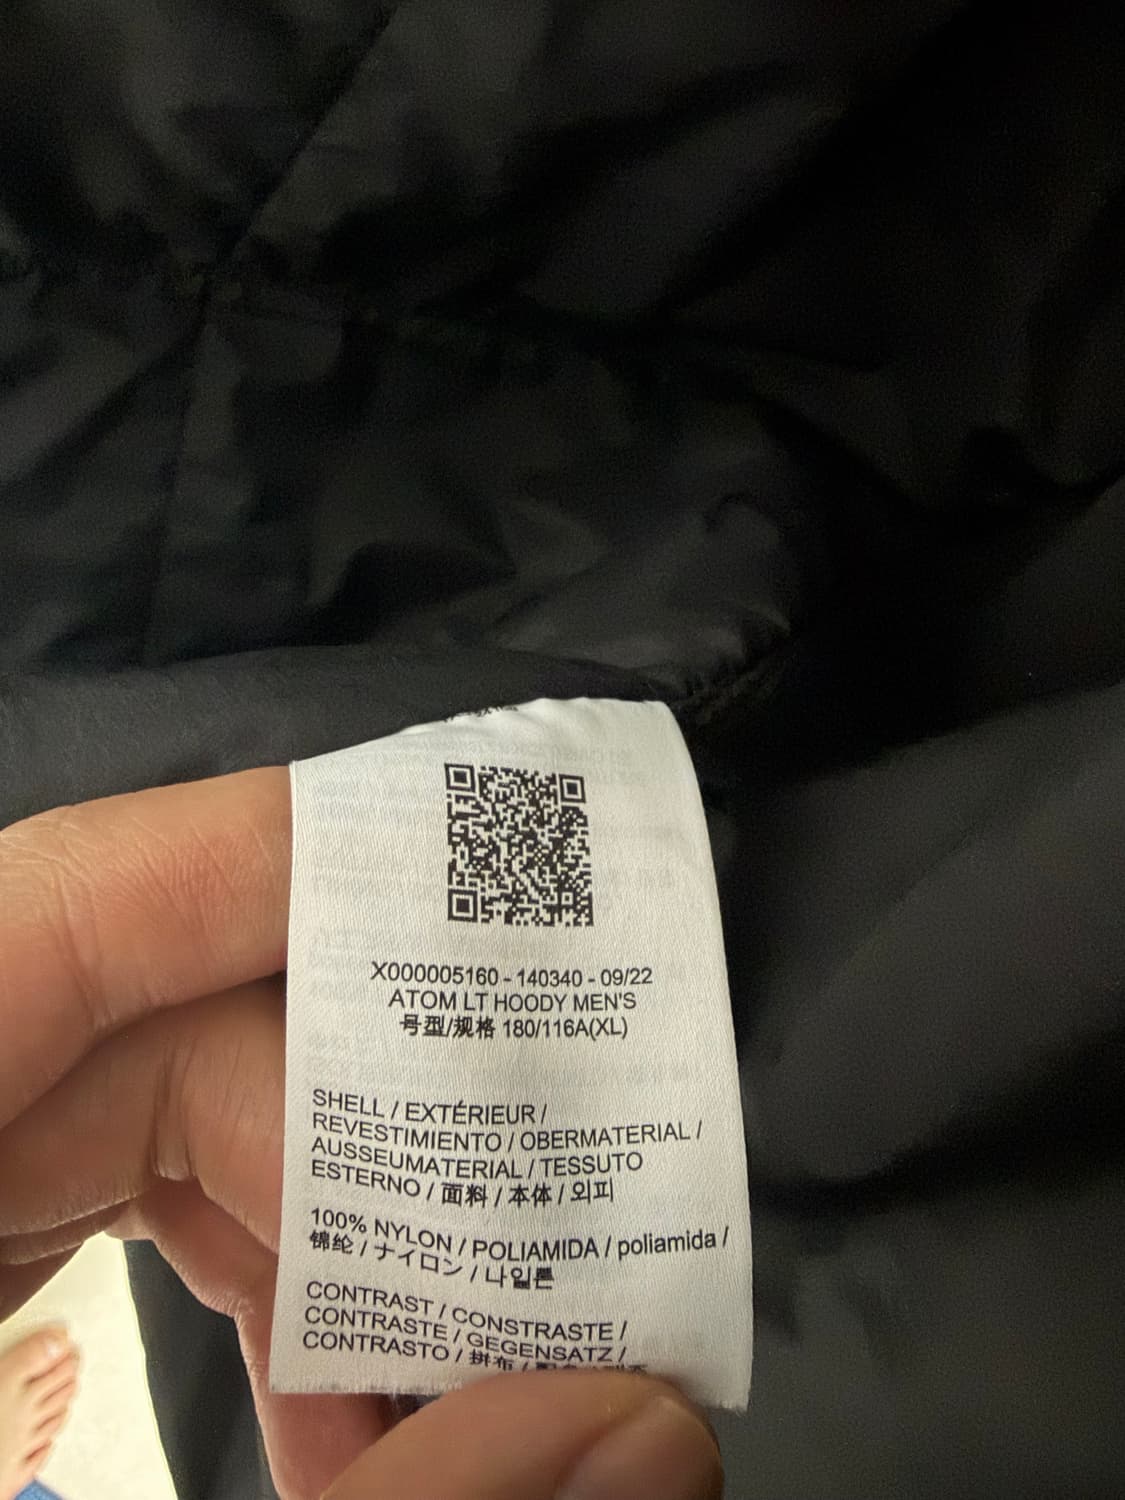 X000005160 - 140340 - 09/22
ATOM LT HOODY MEN'S
号型/规格 180/116A(XL)
SHELL / EXTÉRIEUR /
REVESTIMIENTO / OBERMATERIAL /
AUSSEUMATERIAL / TESSUTO
ESTERNO / 面料 / 本体 / 외피
100% NYLON / POLIAMIDA / poliamida /
锦纶 / ナイロン / 나일론
CONTRAST / CONSTRASTE /
CONTRASTE / GEGENSATZ /
CONTRASTO / 拼布 /